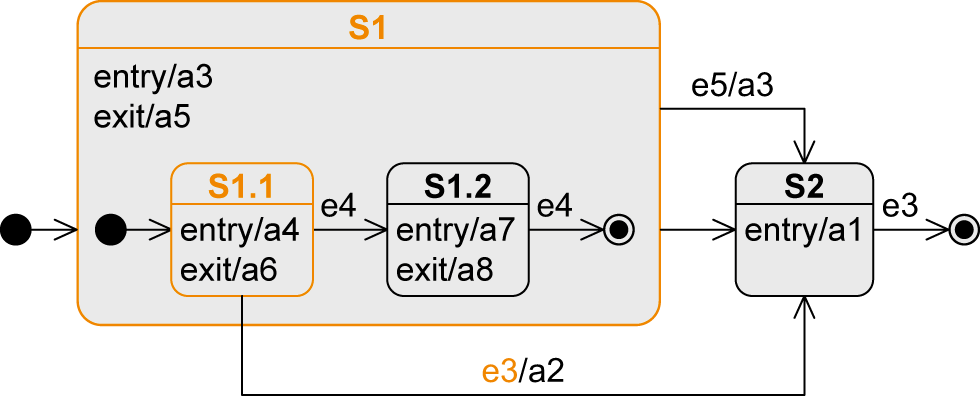 S1
entry/a3
exit/a5
e5/a3
S1.1
entry/a4
exit/a6
e4
S1.2
entry/a7
exit/a8
e4
S2
entry/a1
e3
e3/a2